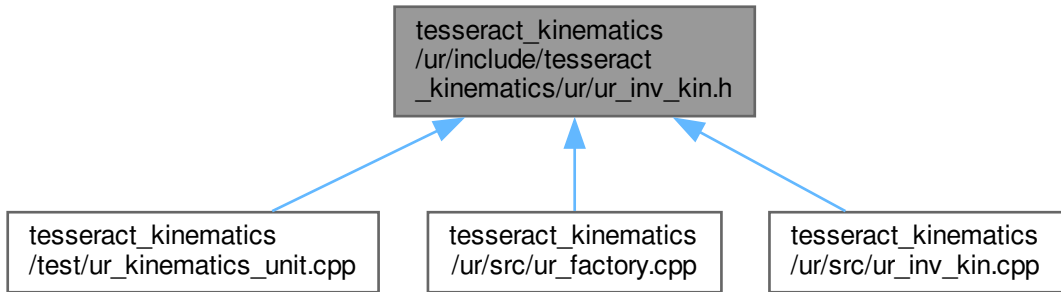 tesseract_kinematics
/ur/include/tesseract
_kinematics/ur/ur_inv_kin.h
tesseract_kinematics
/test/ur_kinematics_unit.cpp
tesseract_kinematics
/ur/src/ur_factory.cpp
tesseract_kinematics
/ur/src/ur_inv_kin.cpp